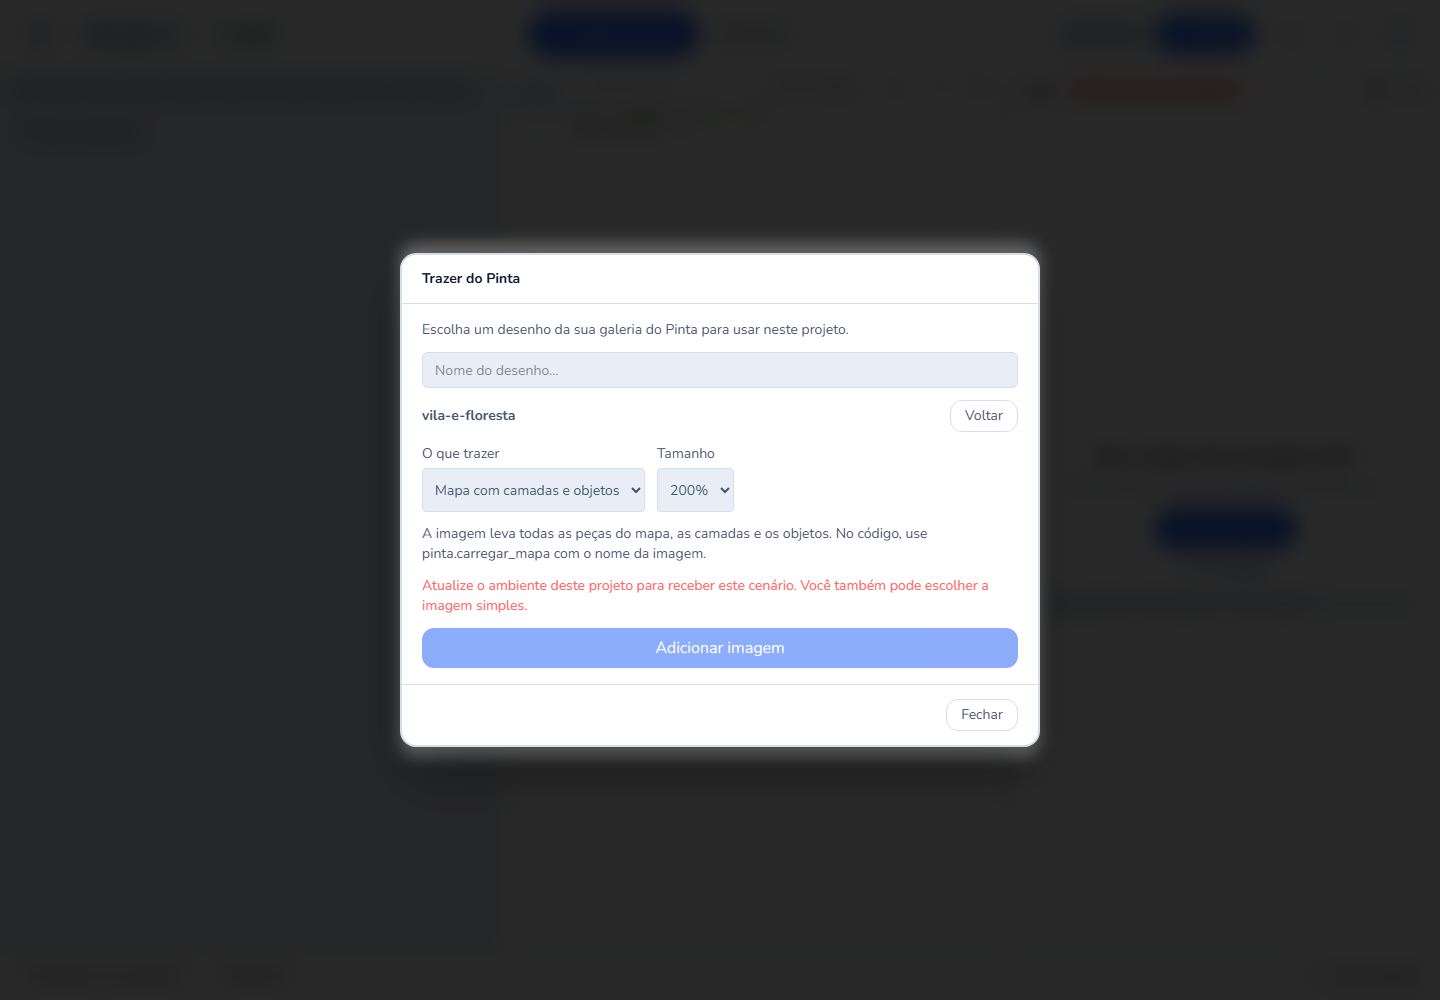 Trazer do Pinta
Escolha um desenho da sua galeria do Pinta para usar neste projeto.
Nome do desenho...
vila-e-floresta
Voltar
O que trazer
Tamanho
Mapa com camadas e objetos
200%
A imagem leva todas as peças do mapa, as camadas e os objetos. No código, use
pinta.carregar_mapa com o nome da imagem.
Atualize o ambiente deste projeto para receber este cenário. Você também pode escolher a
imagem simples.
Adicionar imagem
Fechar